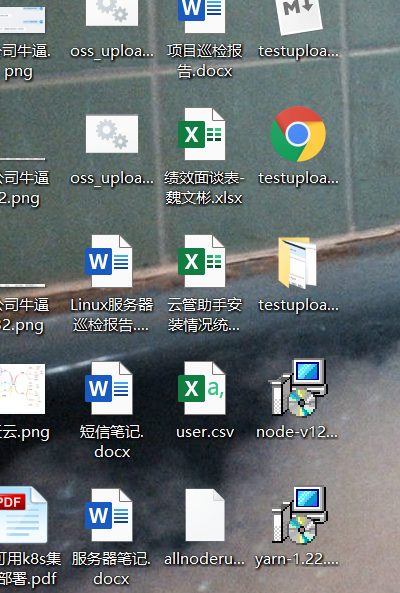 公司牛逼.
png
oss_uploa...
项目巡检报
告.docx
testuploa...
公司牛逼
2.png
oss_uploa...
绩效面谈表-
魏文彬.xlsx
testuploa...
公司牛逼
32.png
Linux服务器
巡检报告....
云管助手安
装情况统...
testuploa...
云.png
短信笔记.
docx
user.csv
node-v12...
PDF
可用k8s集
部署.pdf
服务器笔记.
docx
allnoderu...
yarn-1.22....